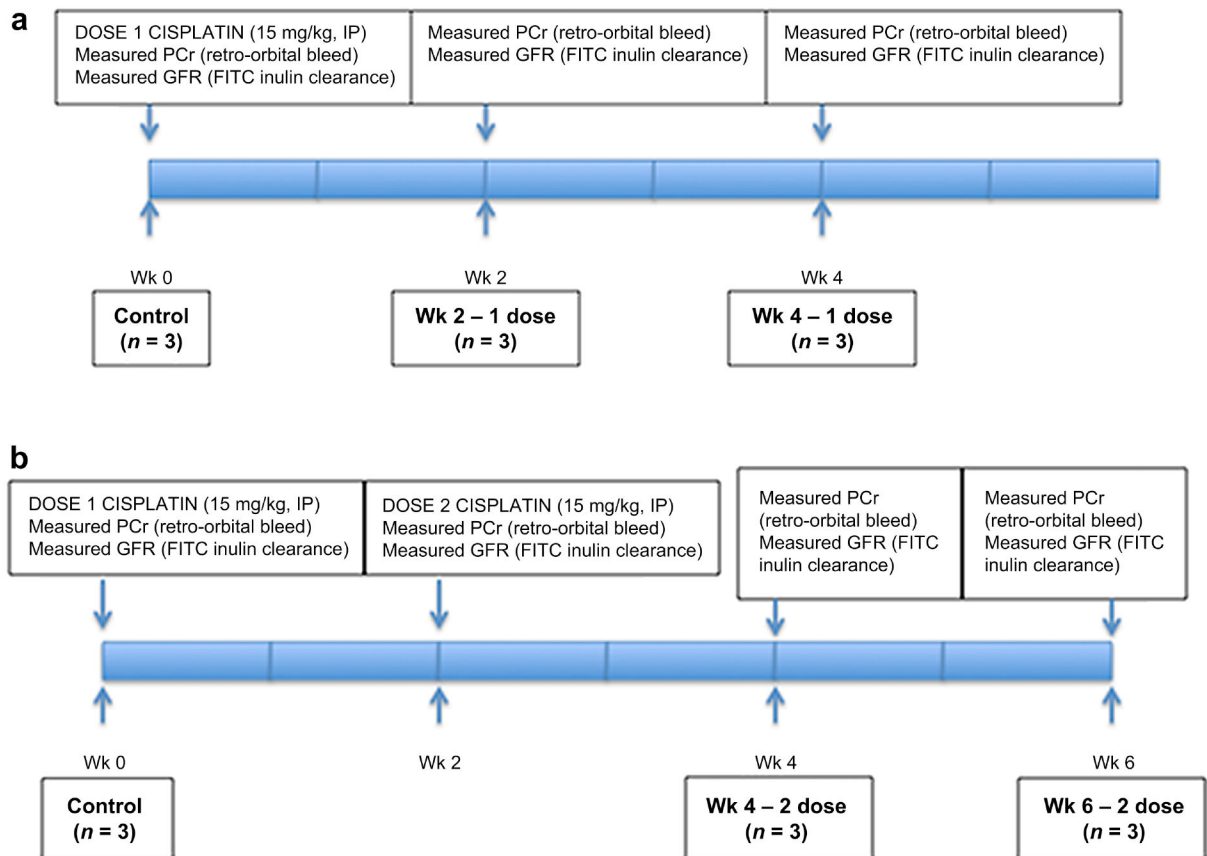 a
DOSE 1 CISPLATIN (15 mg/kg, IP)
Measured PCr (retro-orbital bleed)
Measured GFR (FITC inulin clearance)
Measured PCr (retro-orbital bleed)
Measured GFR (FITC inulin clearance)
Measured PCr (retro-orbital bleed)
Measured GFR (FITC inulin clearance)
Wk 0
Wk 2
Wk 4
Control
(n = 3)
Wk 2 – 1 dose
(n = 3)
Wk 4 – 1 dose
(n = 3)
b
DOSE 1 CISPLATIN (15 mg/kg, IP)
Measured PCr (retro-orbital bleed)
Measured GFR (FITC inulin clearance)
DOSE 2 CISPLATIN (15 mg/kg, IP)
Measured PCr (retro-orbital bleed)
Measured GFR (FITC inulin clearance)
Measured PCr
(retro-orbital bleed)
Measured GFR (FITC
inulin clearance)
Measured PCr
(retro-orbital bleed)
Measured GFR (FITC
inulin clearance)
Wk 0
Wk 2
Wk 4
Wk 6
Control
(n = 3)
Wk 4 – 2 dose
(n = 3)
Wk 6 – 2 dose
(n = 3)